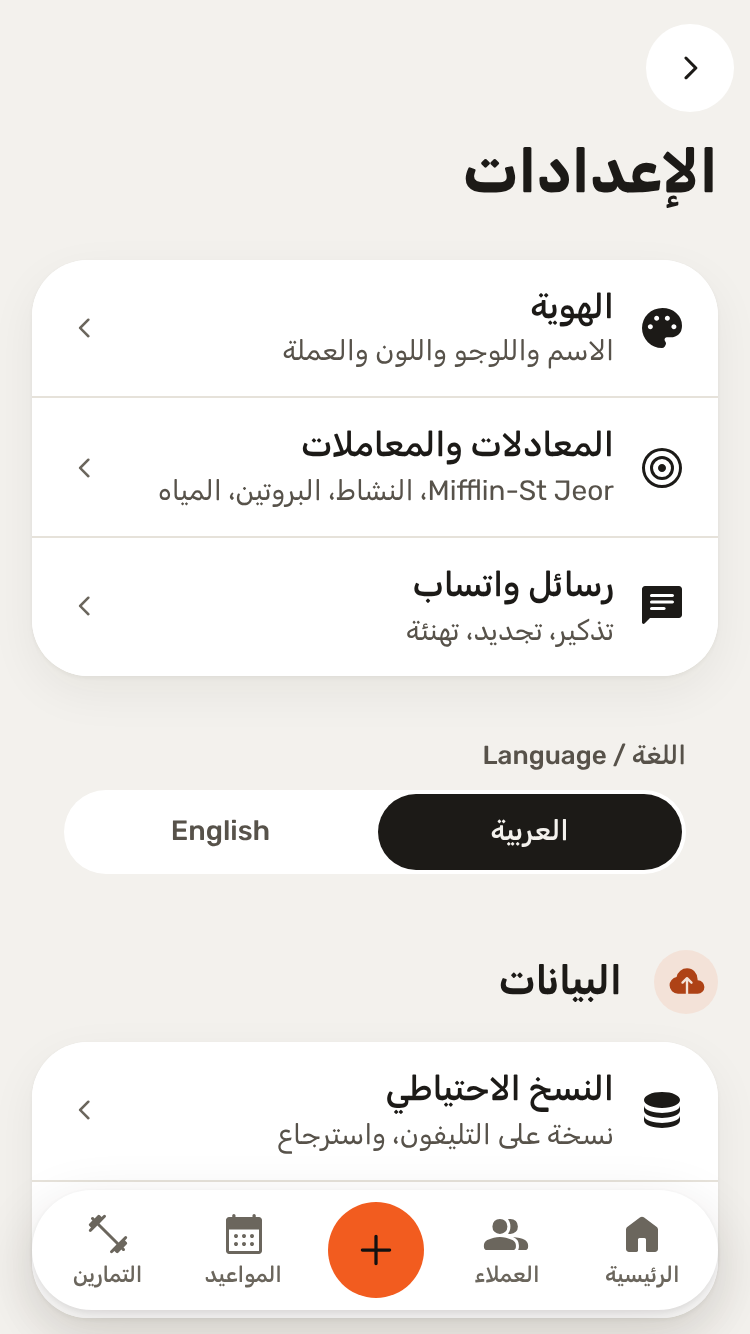 الإعدادات
الهوية
الاسم واللوجو واللون والعملة
المعادلات والمعاملات
Mifflin-St Jeor، النشاط، البروتين، المياه
رسائل واتساب
تذكير، تجديد، تهنئة
اللغة / Language
العربية
English
البيانات
النسخ الاحتياطي
نسخة على التليفون، واسترجاع
الرئيسية
العملاء
المواعيد
التمارين